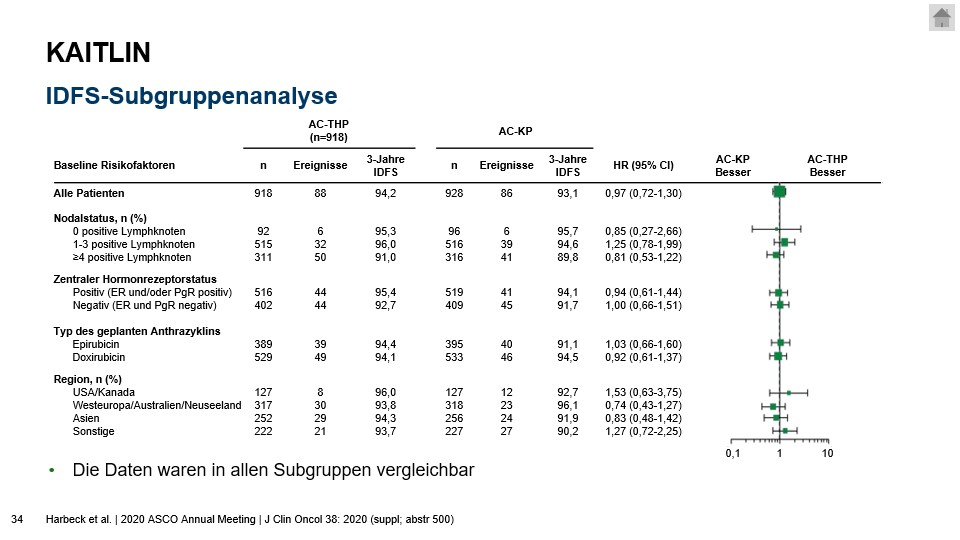 KAITLIN
IDFS-Subgruppenanalyse
AC-THP
(n=918)
AC-KP
Baseline Risikofaktoren n Ereignisse 3-Jahre IDFS n Ereignisse 3-Jahre IDFS HR (95% CI) AC-KP Besser AC-THP Besser
Alle Patienten 918 88 94,2 928 86 93,1 0,97 (0,72-1,30)
Nodalstatus, n (%)
0 positive Lymphknoten 92 6 95,3 96 6 95,7 0,85 (0,27-2,66)
1-3 positive Lymphknoten 515 32 96,0 516 39 94,6 1,25 (0,78-1,99)
≥4 positive Lymphknoten 311 50 91,0 316 41 89,8 0,81 (0,53-1,22)
Zentraler Hormonrezeptorstatus
Positiv (ER und/oder PgR positiv) 516 44 95,4 519 41 94,1 0,94 (0,61-1,44)
Negativ (ER und PgR negativ) 402 44 92,7 409 45 91,7 1,00 (0,66-1,51)
Typ des geplanten Anthrazyklins
Epirubicin 389 39 94,4 395 40 91,1 1,03 (0,66-1,60)
Doxirubicin 529 49 94,1 533 46 94,5 0,92 (0,61-1,37)
Region, n (%)
USA/Kanada 127 8 96,0 127 12 92,7 1,53 (0,63-3,75)
Westeuropa/Australien/Neuseeland 317 30 93,8 318 23 96,1 0,74 (0,43-1,27)
Asien 252 29 94,3 256 24 91,9 0,83 (0,48-1,42)
Sonstige 222 21 93,7 227 27 90,2 1,27 (0,72-2,25)
0,1 1 10
• Die Daten waren in allen Subgruppen vergleichbar
34 Harbeck et al. | 2020 ASCO Annual Meeting | J Clin Oncol 38: 2020 (suppl; abstr 500)